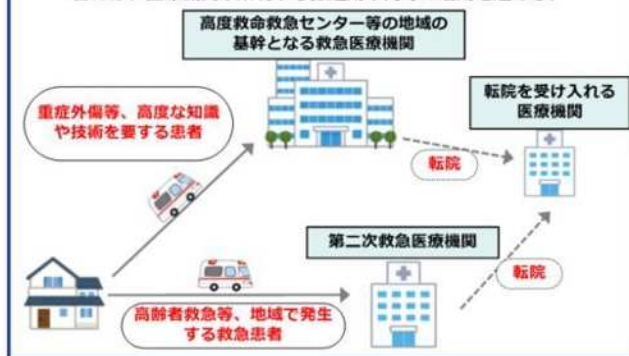 高度救命救急センター等の地域の
基幹となる救急医療機関
転院を受け入れる
医療機関
重症外傷等、高度な知識
や技術を要する患者
転院
第二次救急医療機関
転院
高齢者救急等、地域で発生
する救急患者